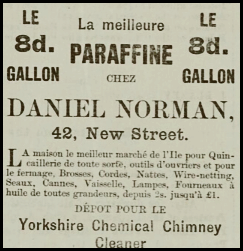 LE 8d. GALLON
La meilleure
PARAFFINE
CHEZ
LE 8d. GALLON
DANIEL NORMAN,
42, New Street.
LA maison le meilleur marché de l'Ile pour Quin-
caillerie de toute sorte, outils d'ouvriers et pour
le fermage, Brosses, Cordes, Nattes, Wire-netting,
Seaux, Cannes, Vaisselle, Lampes, Fourneaux à
huile de toutes grandeurs, depuis 2s. jusqu'à £1.
DÉPÔT POUR LE
Yorkshire Chemical Chimney
Cleaner